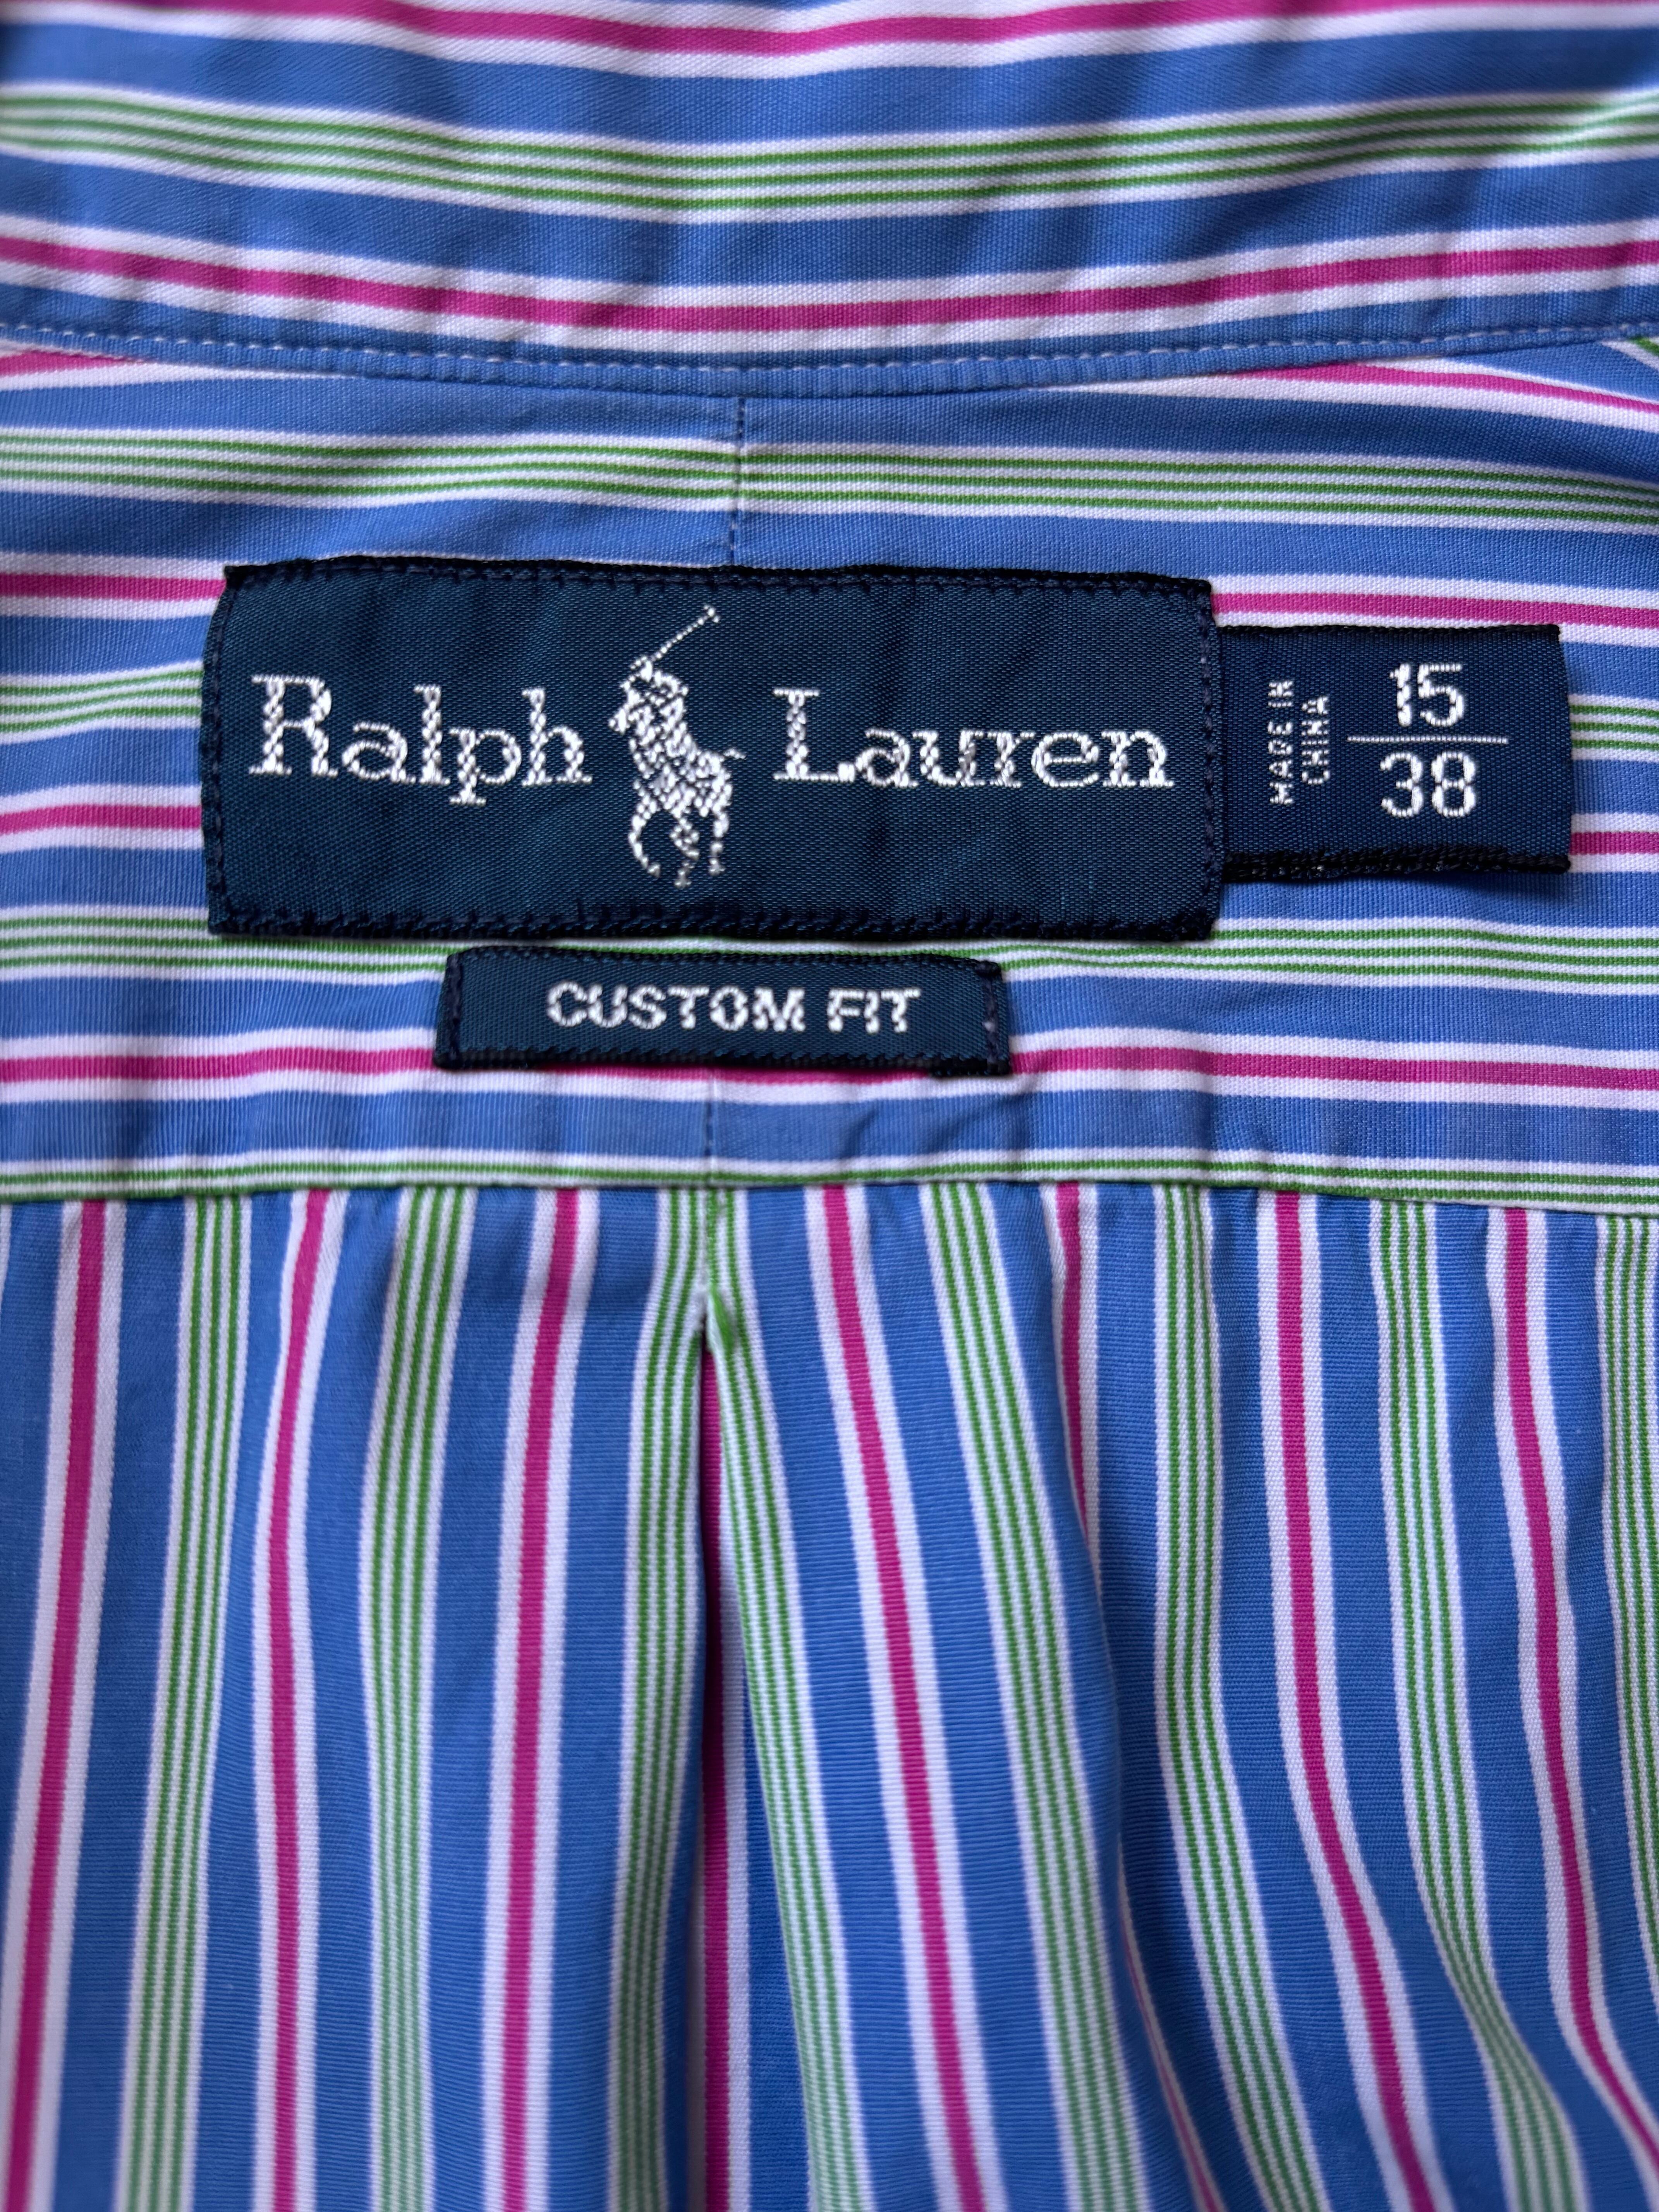 Ralph Lauren
MADE IN
CHINA
15
38
CUSTOM FIT